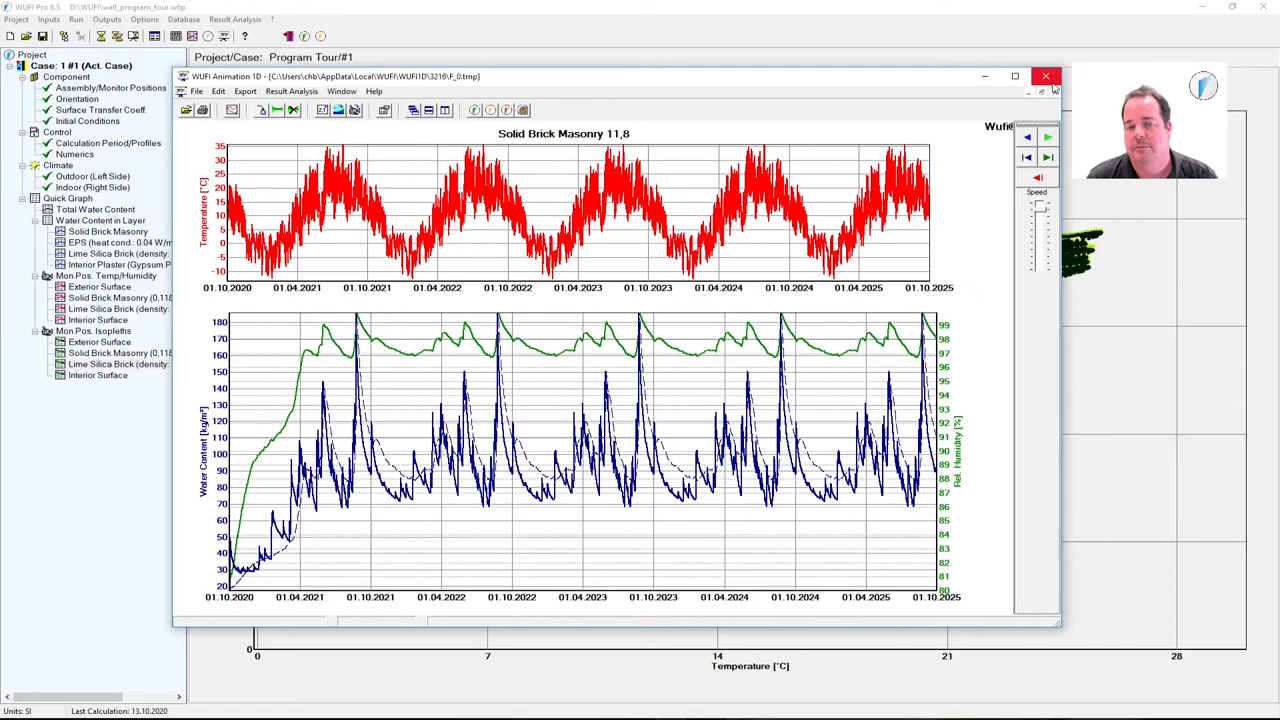 WUFI Pro 6.5 D:\WUFI\wall_program_tour.w6p
Project Inputs Run Outputs Options Database Result Analysis ?
Project
Case: 1 #1 (Act. Case)
Component
Assembly/Monitor Positions
Orientation
Surface Transfer Coeff.
Initial Conditions
Control
Calculation Period/Profiles
Numerics
Climate
Outdoor (Left Side)
Indoor (Right Side)
Quick Graph
Total Water Content
Water Content in Layer
Solid Brick Masonry
EPS (heat cond.: 0.04 W/m
Lime Silica Brick (density:
Interior Plaster (Gypsum P
Mon.Pos. Temp/Humidity
Exterior Surface
Solid Brick Masonry (0,118
Lime Silica Brick (density:
Interior Surface
Mon.Pos. Isopleths
Exterior Surface
Solid Brick Masonry (0,118
Lime Silica Brick (density:
Interior Surface
Project/Case: Program Tour/#1
WUFI Animation 1D - [C:\Users\chb\AppData\Local\WUFI\WUFI1D\3216\F_0.tmp]
File Edit Export Result Analysis Window Help
Solid Brick Masonry 11,8
Wufi©
Speed
Temperature [°C]
35
30
25
20
15
10
5
0
-5
-10
01.10.2020 01.04.2021 01.10.2021 01.04.2022 01.10.2022 01.04.2023 01.10.2023 01.04.2024 01.10.2024 01.04.2025 01.10.2025
Water Content [kg/m³]
180
170
160
150
140
130
120
110
100
90
80
70
60
50
40
30
20
99
98
97
96
95
94
93
92
91
90
89
88
87
86
85
84
83
82
81
80
Rel. Humidity [%]
01.10.2020 01.04.2021 01.10.2021 01.04.2022 01.10.2022 01.04.2023 01.10.2023 01.04.2024 01.10.2024 01.04.2025 01.10.2025
0
0 7 14 21 28
Temperature [°C]
Units: SI Last Calculation: 13.10.2020